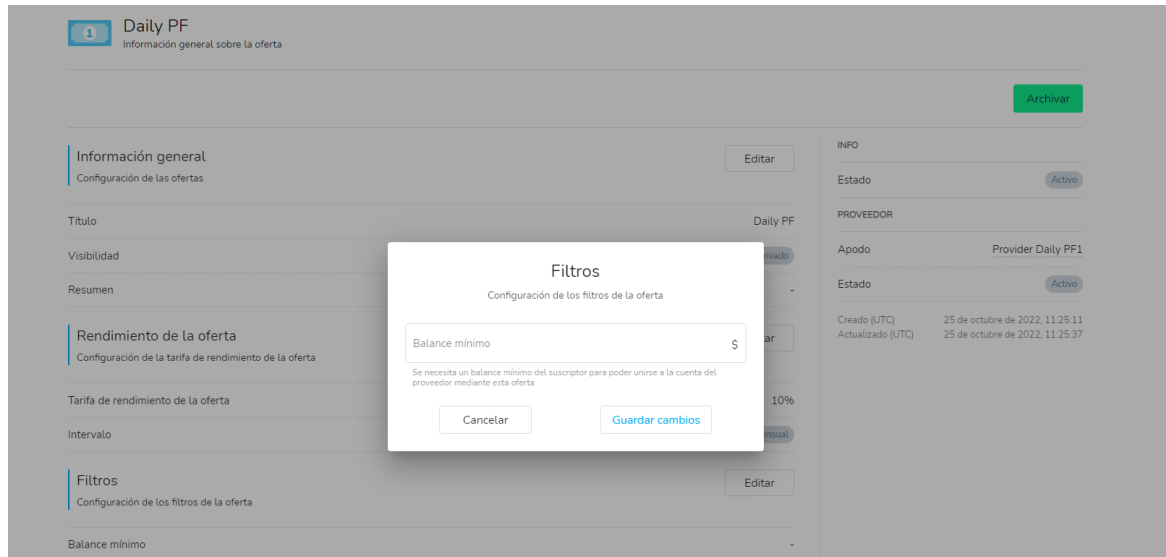 1
Daily PF
Información general sobre la oferta
Archivar
Información general
Configuración de las ofertas
Editar
Título
Daily PF
Visibilidad
rivado
Resumen
-
Rendimiento de la oferta
Configuración de la tarifa de rendimiento de la oferta
ar
Tarifa de rendimiento de la oferta
10%
Intervalo
ensual
Filtros
Configuración de los filtros de la oferta
Editar
Balance mínimo
-
Filtros
Configuración de los filtros de la oferta
Balance mínimo
$
Se necesita un balance mínimo del suscriptor para poder unirse a la cuenta del
proveedor mediante esta oferta
Cancelar
Guardar cambios
INFO
Estado
Activo
PROVEEDOR
Apodo
Provider Daily PF1
Estado
Activo
Creado (UTC)
25 de octubre de 2022, 11:25:11
Actualizado (UTC)
25 de octubre de 2022, 11:25:37